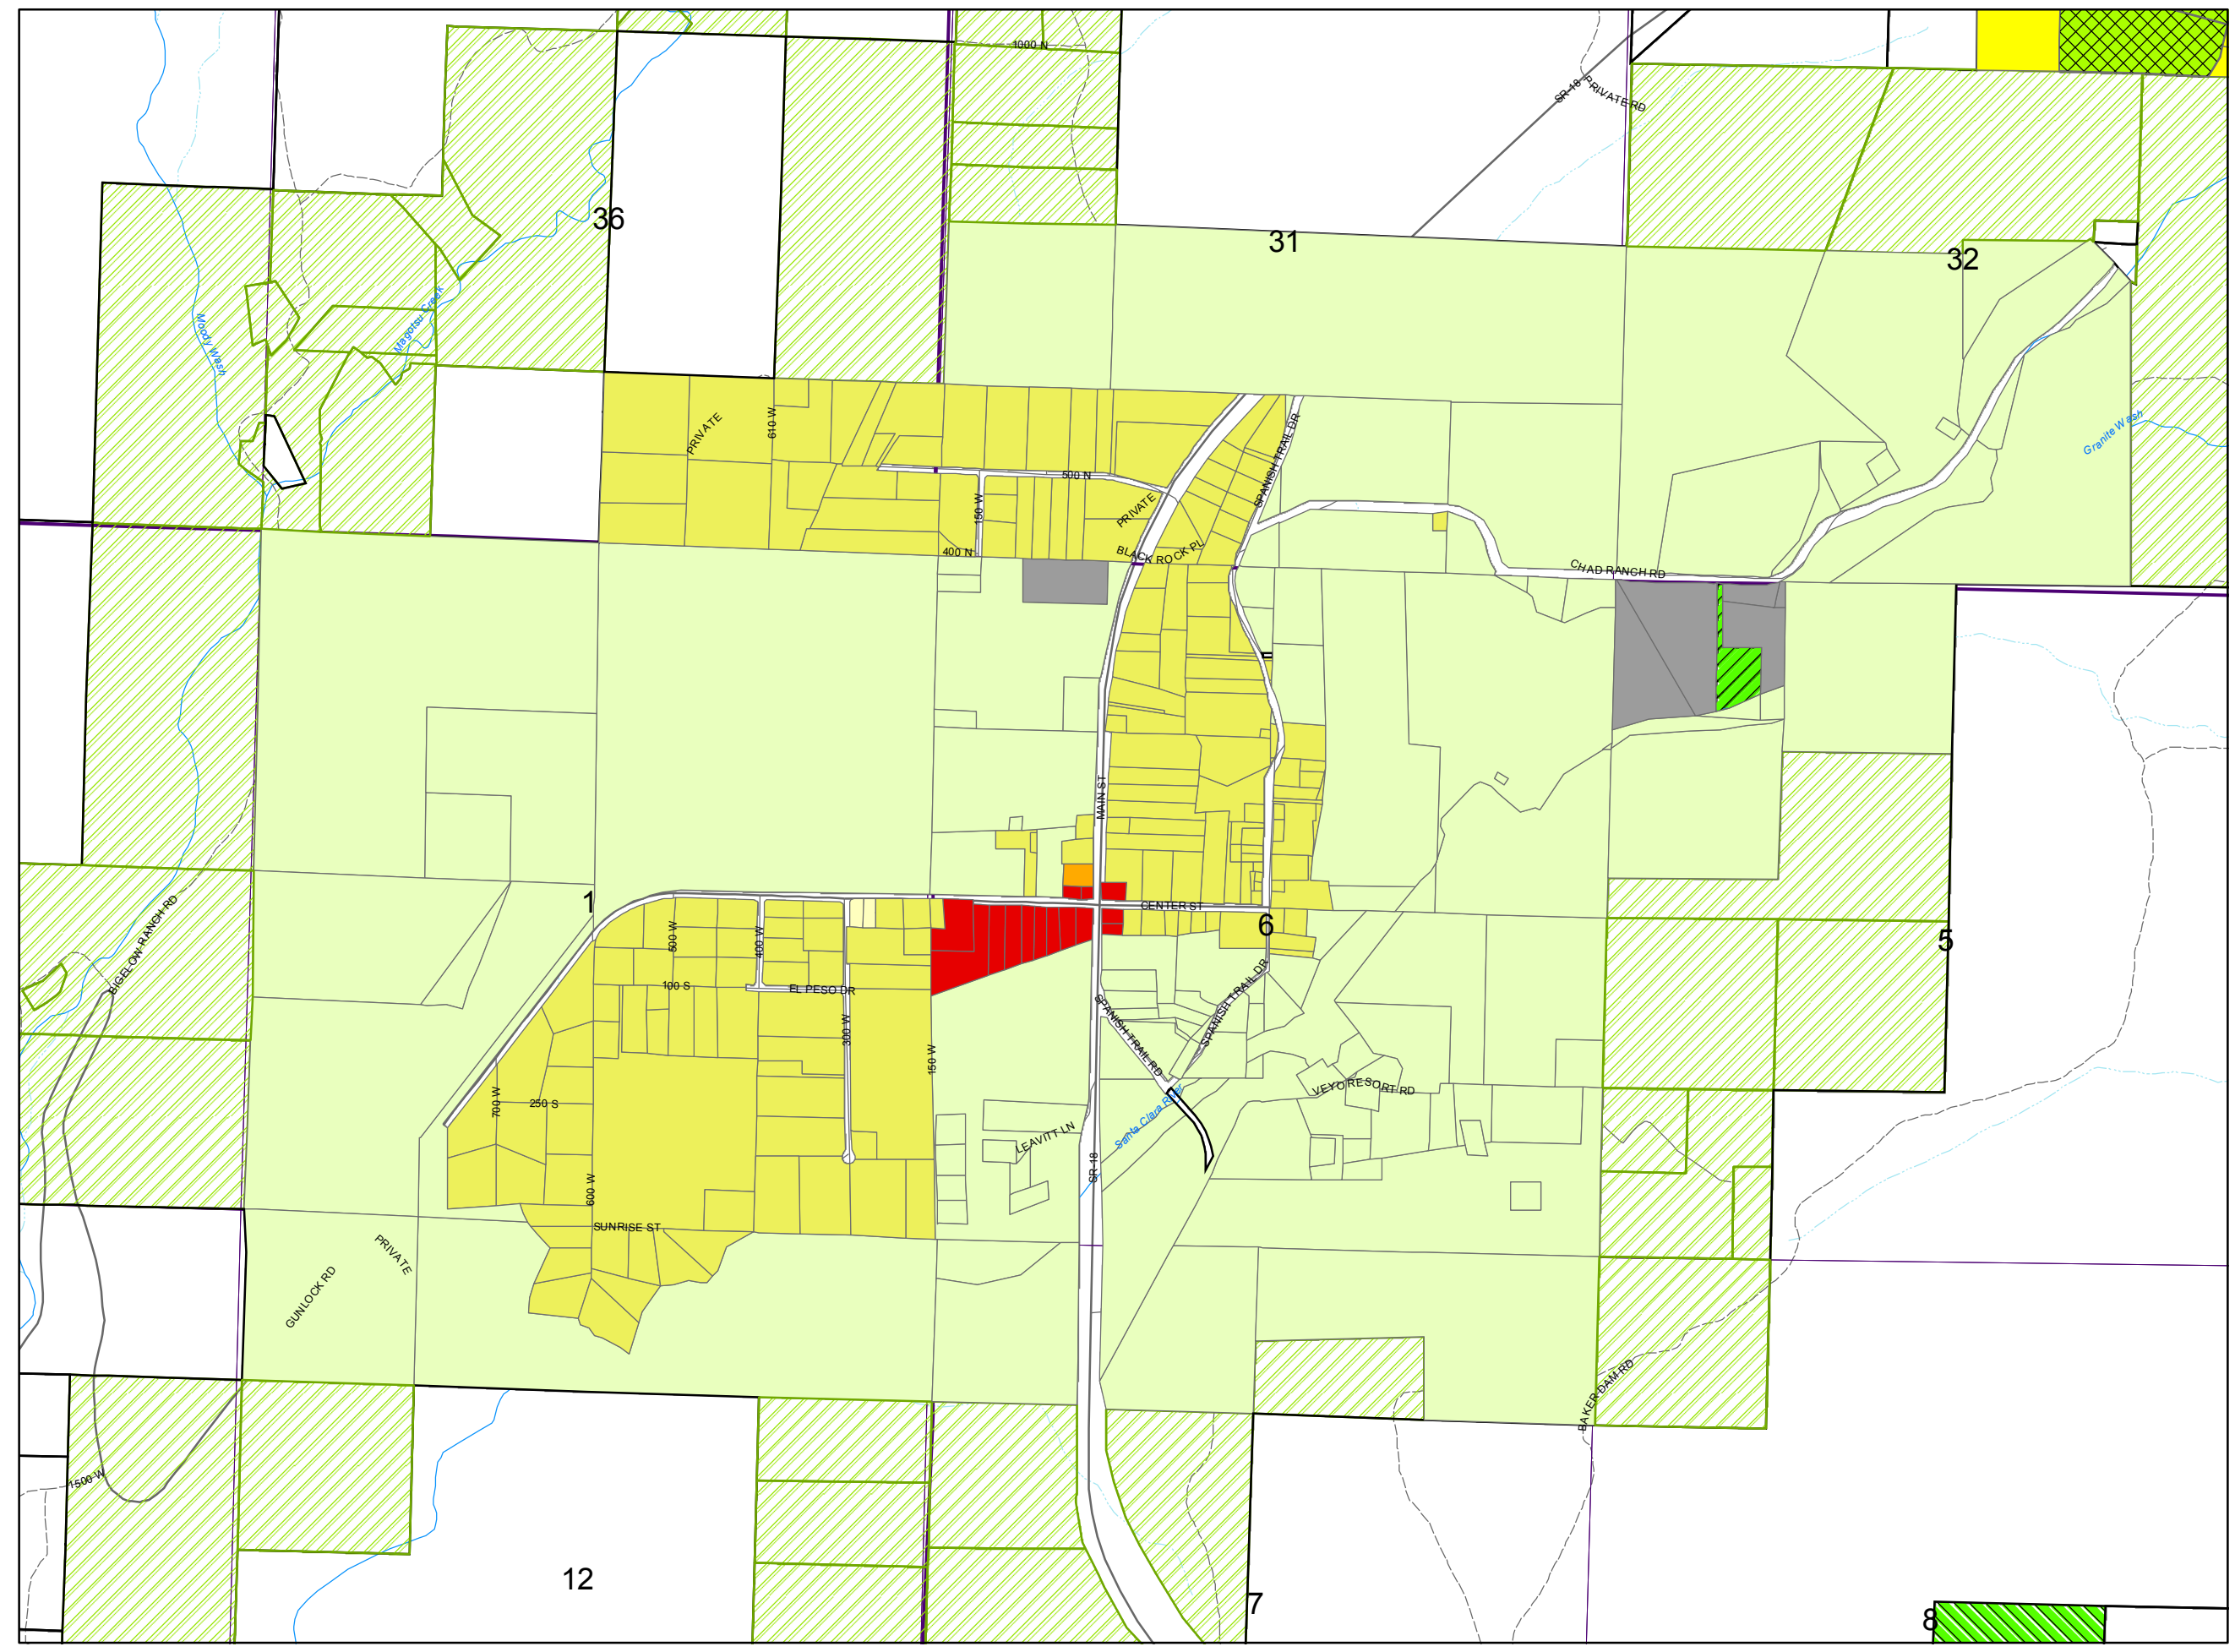 1000 N
SR-18
PRIVATE RD
36
31
32
Moody Wash
Magotsu Creek
Granite Wash
PRIVATE
610 W
SPANISH TRAIL DR
500 N
150 W
PRIVATE
400 N
BLACK ROCK PL
CHAD RANCH RD
MAIN ST
1
CENTER ST
6
5
BIGELOW RANCH RD
500 W
400 W
100 S
EL PESO DR
300 W
150 W
SPANISH TRAIL RD
SPANISH TRAIL DR
700 W
250 S
VEYO RESORT RD
Santa Clara River
LEAVITT LN
SR-18
600 W
SUNRISE ST
PRIVATE
GUNLOCK RD
BAKER DAM RD
1500 W
12
7
8